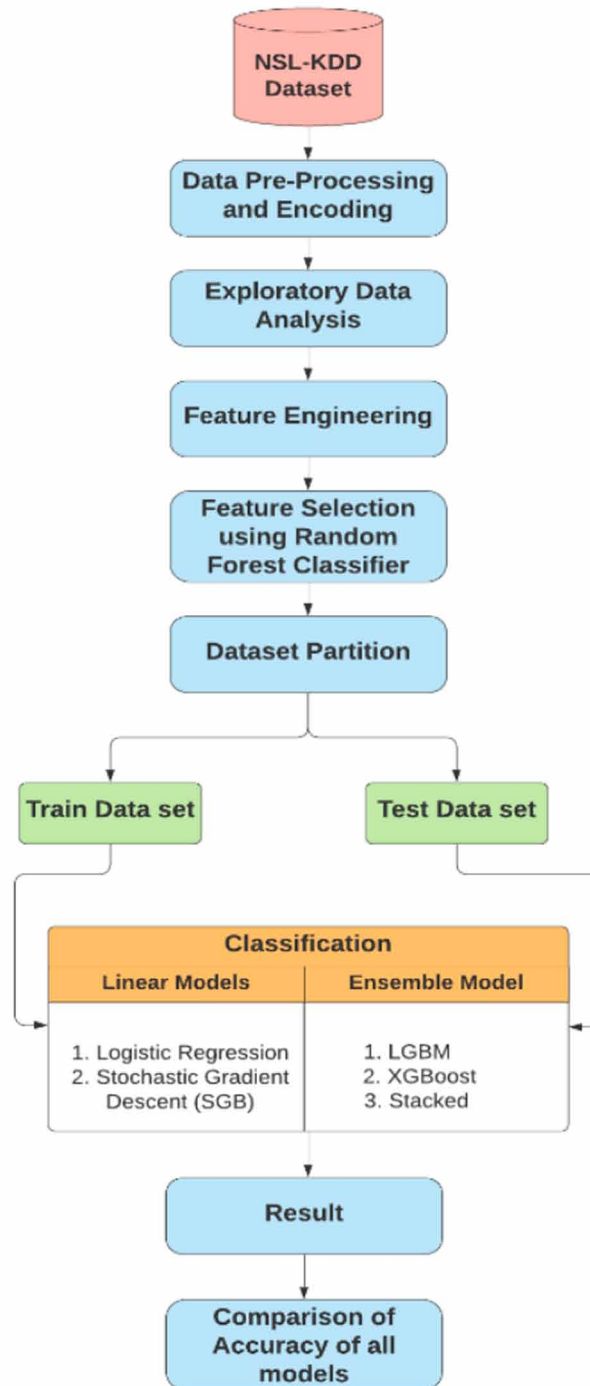 NSL-KDD
Dataset
Data Pre-Processing
and Encoding
Exploratory Data
Analysis
Feature Engineering
Feature Selection
using Random
Forest Classifier
Dataset Partition
Train Data set
Test Data set
Classification
Linear Models
Ensemble Model
1. Logistic Regression
2. Stochastic Gradient
Descent (SGB)
1. LGBM
2. XGBoost
3. Stacked
Result
Comparison of
Accuracy of all
models